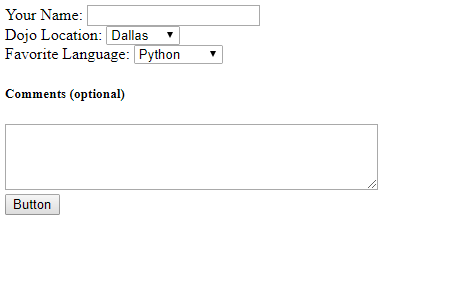 Your Name:
Dojo Location: Dallas
Favorite Language: Python
Comments (optional)
Button